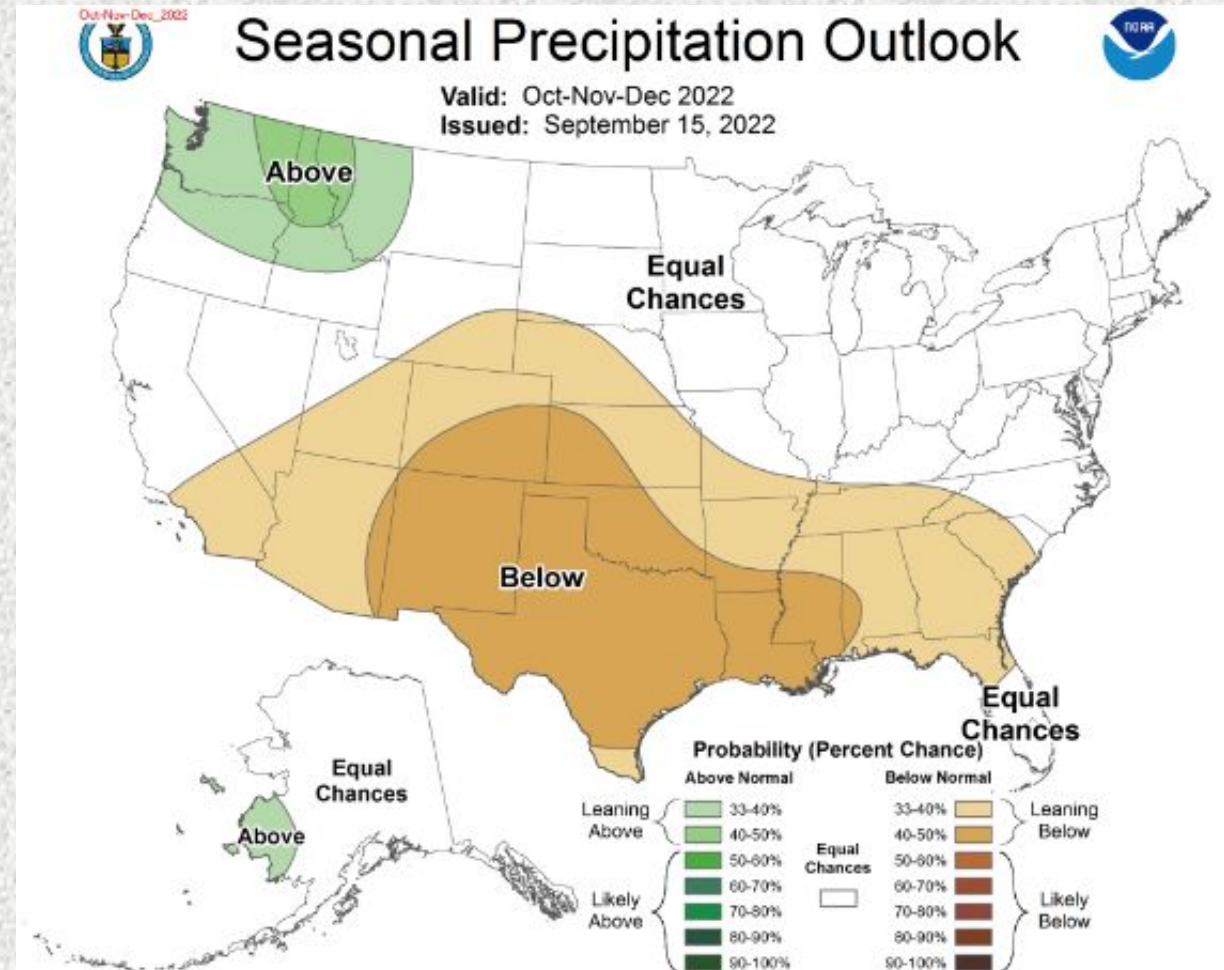 Oct-Nov-Dec_2022
Seasonal Precipitation Outlook
NOAA
Valid: Oct-Nov-Dec 2022
Issued: September 15, 2022
Above
Equal
Chances
Below
Equal
Chances
Equal
Chances
Above
Probability (Percent Chance)
Above Normal
Below Normal
Leaning
Above
33-40%
40-50%
Likely
Above
50-60%
60-70%
70-80%
80-90%
90-100%
Equal
Chances
33-40%
40-50%
Leaning
Below
50-60%
60-70%
70-80%
80-90%
90-100%
Likely
Below